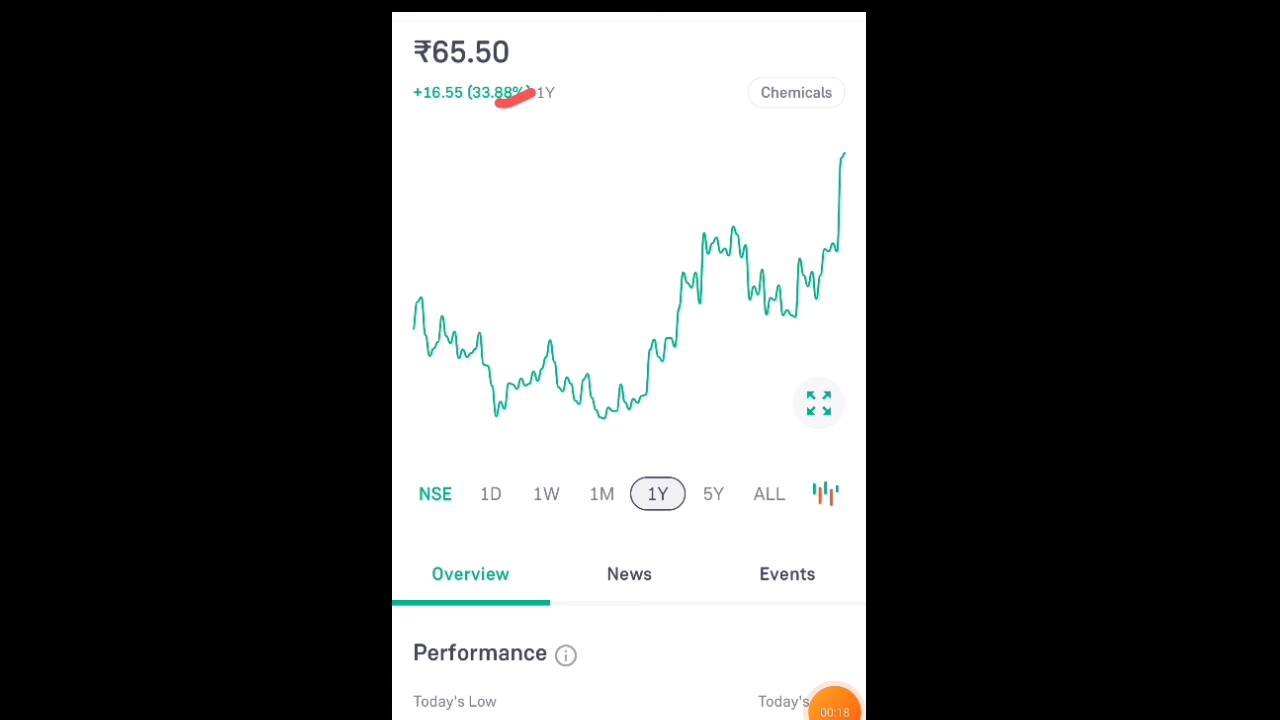 ₹65.50
+16.55 (33.88%) 1Y
Chemicals
NSE 1D 1W 1M 1Y 5Y ALL
Overview News Events
Performance
Today's Low Today's
00:18